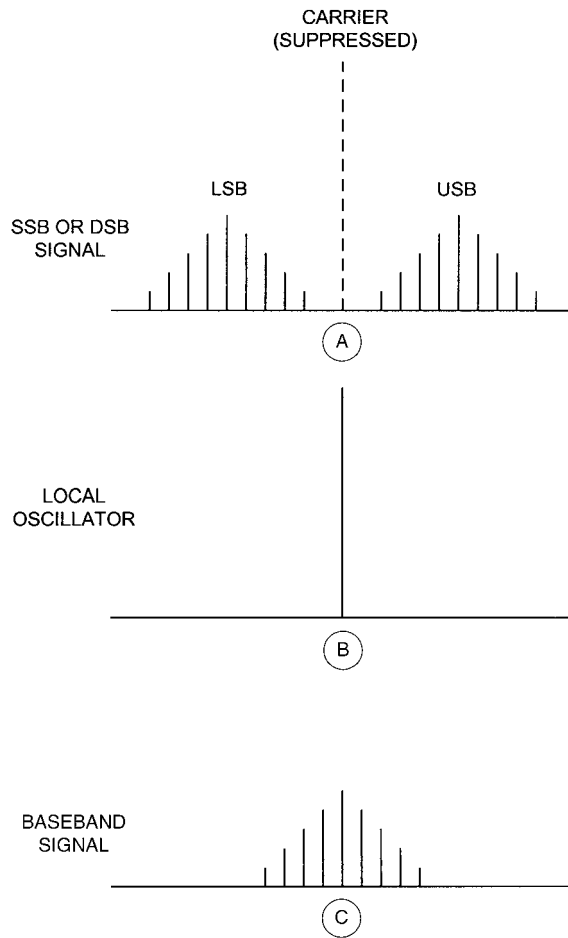 CARRIER
(SUPPRESSED)
LSB
USB
SSB OR DSB
SIGNAL
A
LOCAL
OSCILLATOR
B
BASEBAND
SIGNAL
C